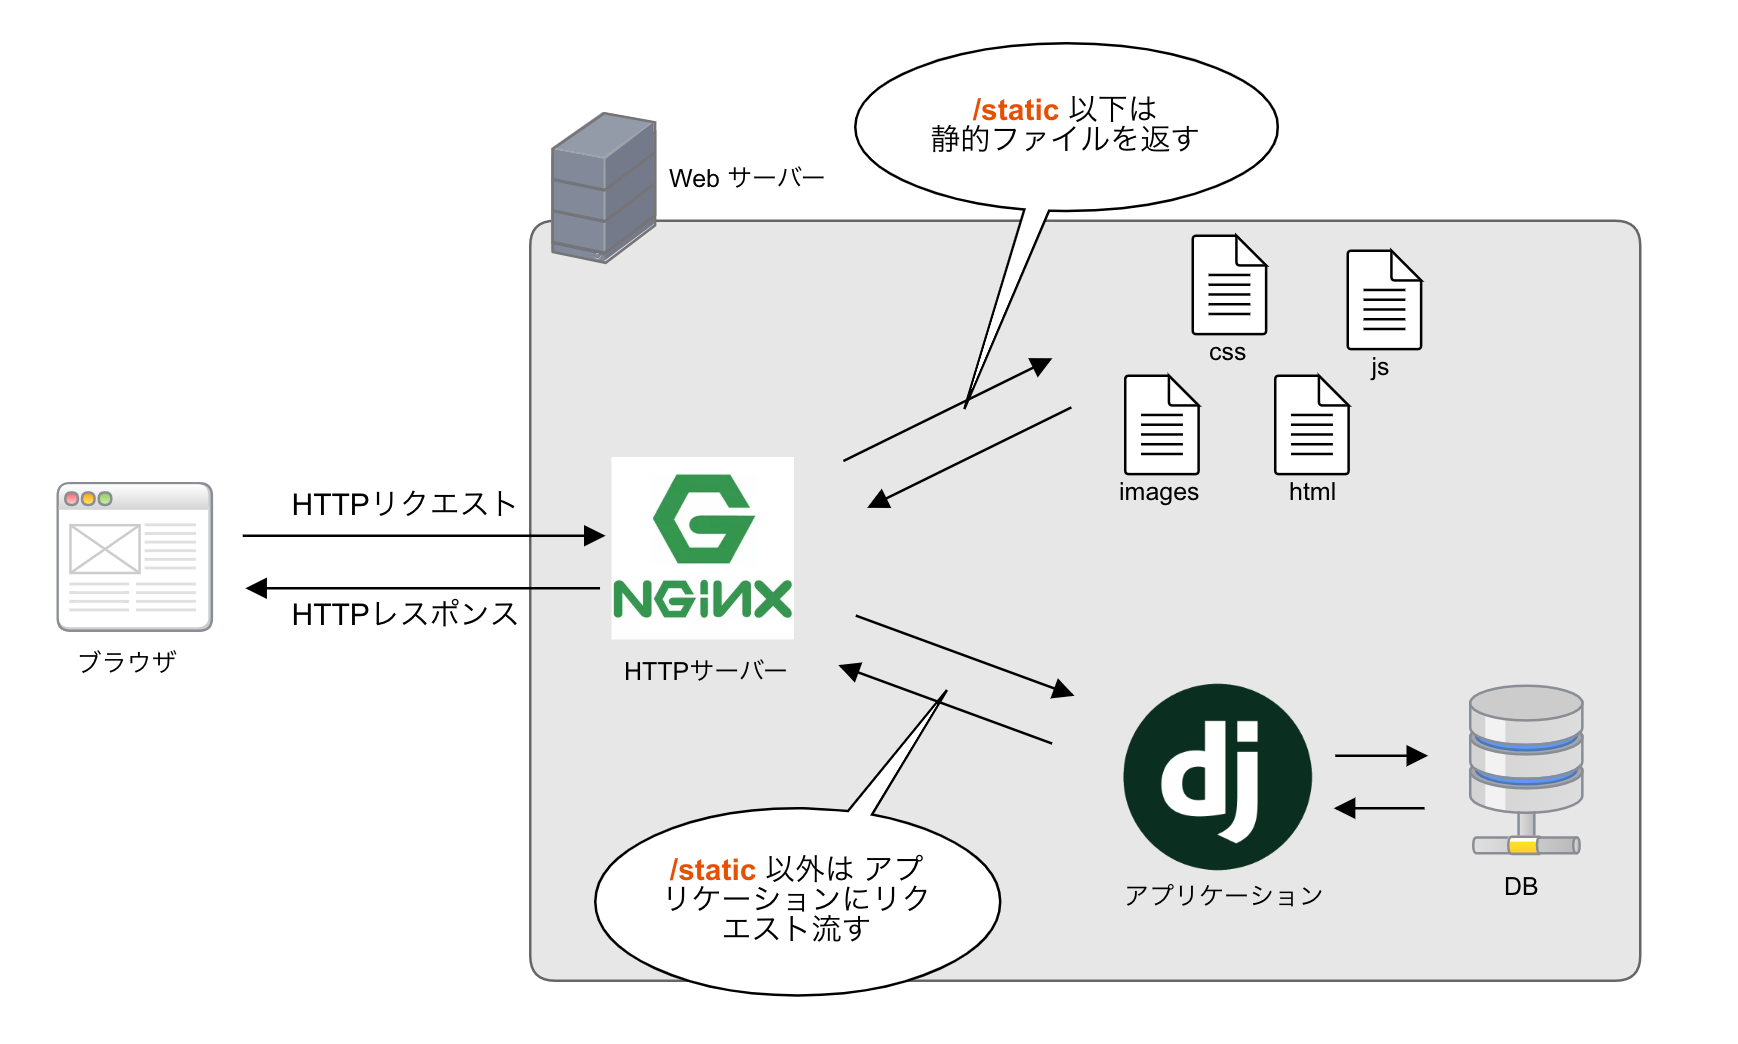 /static 以下は
静的ファイルを返す
Web サーバー
css
js
images
html
HTTPリクエスト
HTTPレスポンス
ブラウザ
NGINX
HTTPサーバー
dj
アプリケーション
DB
/static 以外は アプ
リケーションにリク
エスト流す